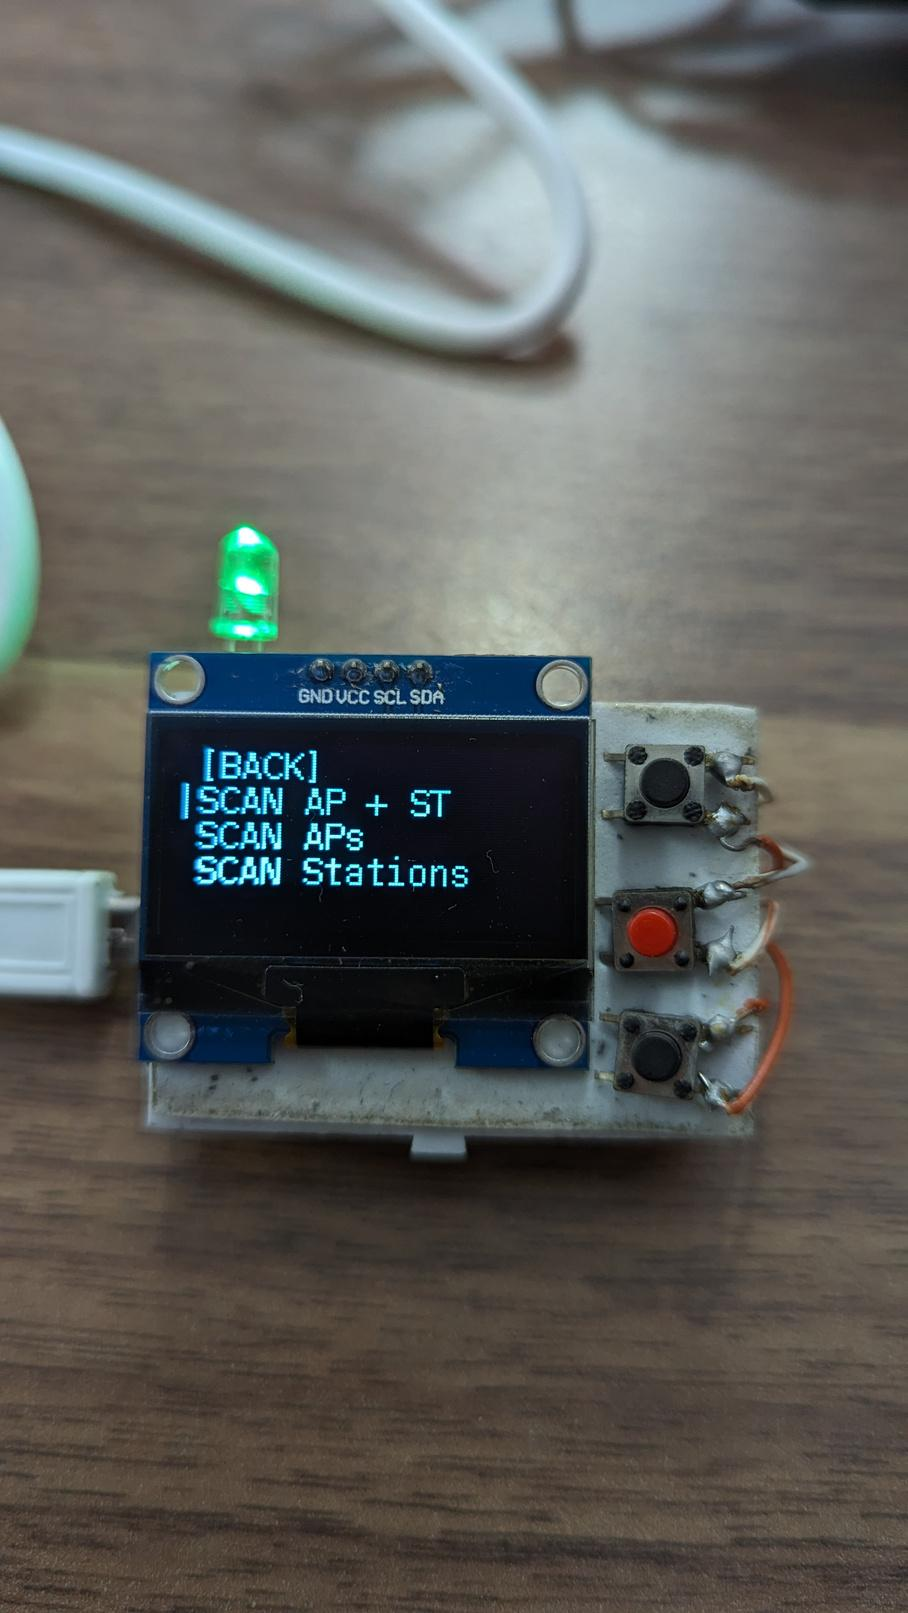 GND VCC SCL SDA
[BACK]
|SCAN AP + ST
SCAN APs
SCAN Stations